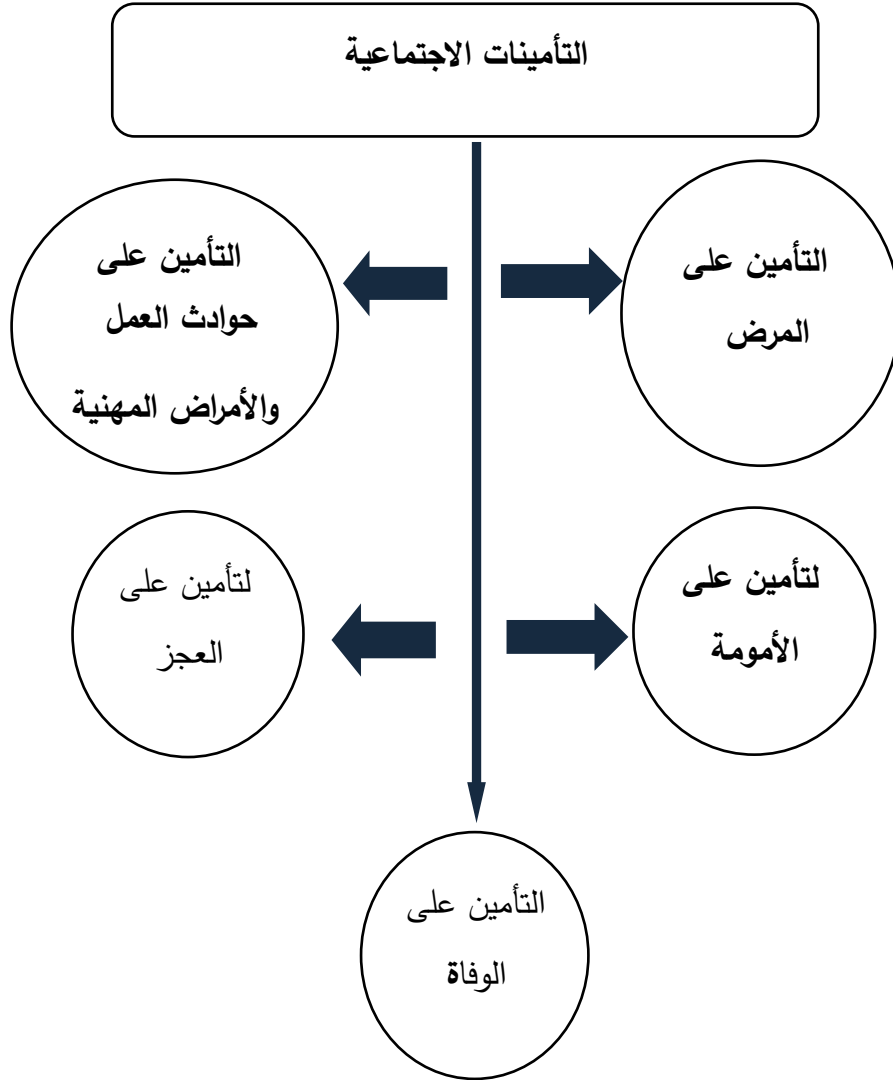 التأمينات الاجتماعية
التأمين على
المرض
التأمين على
حوادث العمل
والأمراض المهنية
لتأمين على
الأمومة
لتأمين على
العجز
التأمين على
الوفاة